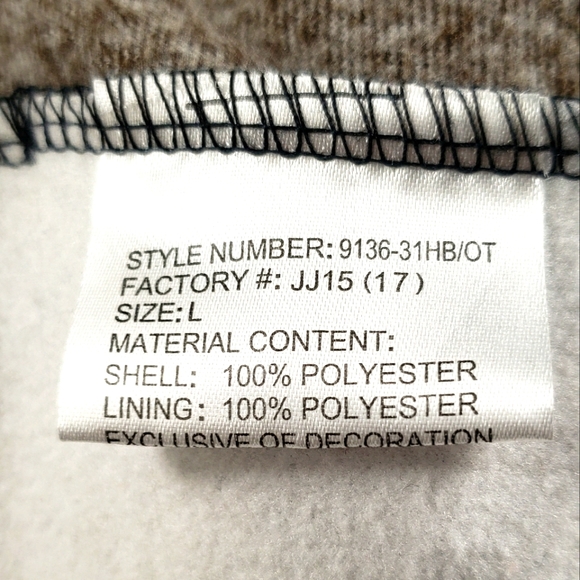 STYLE NUMBER: 9136-31HB/OT
FACTORY #: JJ15 (17)
SIZE: L
MATERIAL CONTENT:
SHELL: 100% POLYESTER
LINING: 100% POLYESTER
EXCLUSIVE OF DECORATION